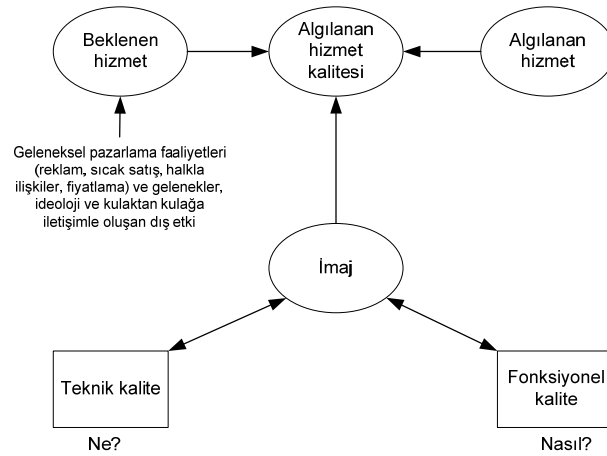 Beklenen
hizmet
Algılanan
hizmet
kalitesi
Algılanan
hizmet
Geleneksel pazarlama faaliyetleri
(reklam, sıcak satış, halkla
ilişkiler, fiyatlama) ve gelenekler,
ideoloji ve kulaktan kulağa
iletişimle oluşan dış etki
İmaj
Teknik kalite
Fonksiyonel
kalite
Ne?
Nasıl?